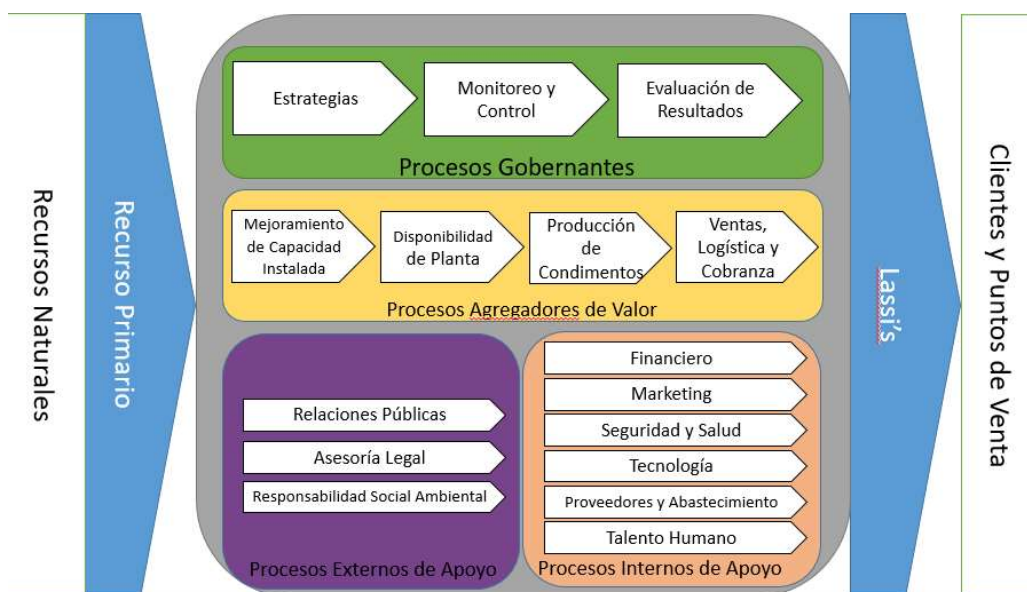 Recursos Naturales
Recurso Primario
Estrategias
Monitoreo y
Control
Evaluación de
Resultados
Procesos Gobernantes
Mejoramiento
de Capacidad
Instalada
Disponibilidad
de Planta
Producción
de
Condimentos
Ventas,
Logística y
Cobranza
Procesos Agregadores de Valor
Relaciones Públicas
Asesoría Legal
Responsabilidad Social Ambiental
Procesos Externos de Apoyo
Financiero
Marketing
Seguridad y Salud
Tecnología
Proveedores y Abastecimiento
Talento Humano
Procesos Internos de Apoyo
Lassi's
Clientes y Puntos de Venta